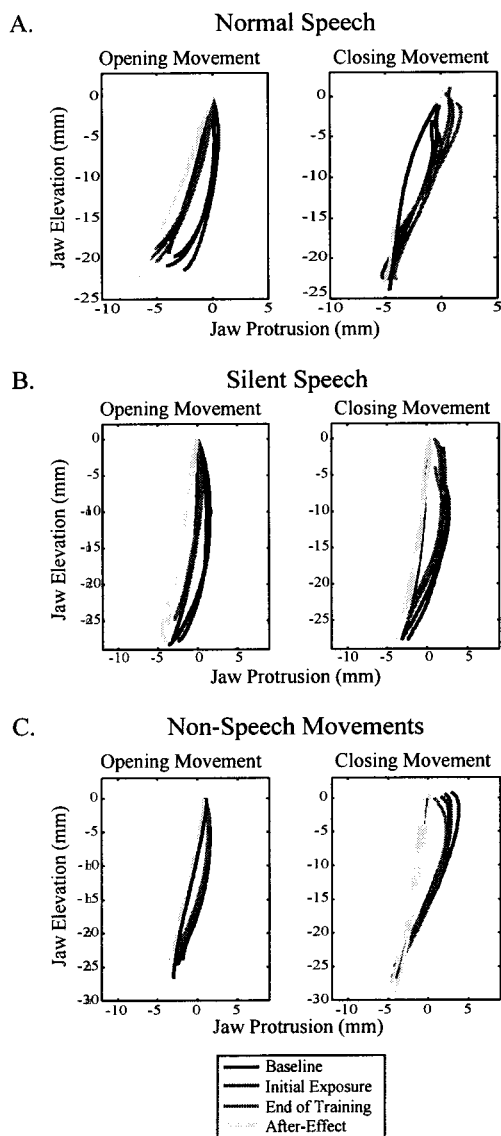 A. Normal Speech
Opening Movement Closing Movement
0 0
-5 -5
-10 -10
-15 -15
-20 -20
-25 -25
-10 -5 0 5 -10 -5 0 5
Jaw Elevation (mm)
Jaw Protrusion (mm)
B. Silent Speech
Opening Movement Closing Movement
0 0
-5 -5
-10 -10
-15 -15
-20 -20
-25 -25
-10 -5 0 5 -10 -5 0 5
Jaw Elevation (mm)
C. Non-Speech Movements
Opening Movement Closing Movement
0 0
-5 -5
-10 -10
-15 -15
-20 -20
-25 -25
-30 -30
-10 -5 0 5 -10 -5 0 5
Jaw Elevation (mm)
Jaw Protrusion (mm)
Baseline
Initial Exposure
End of Training
After-Effect